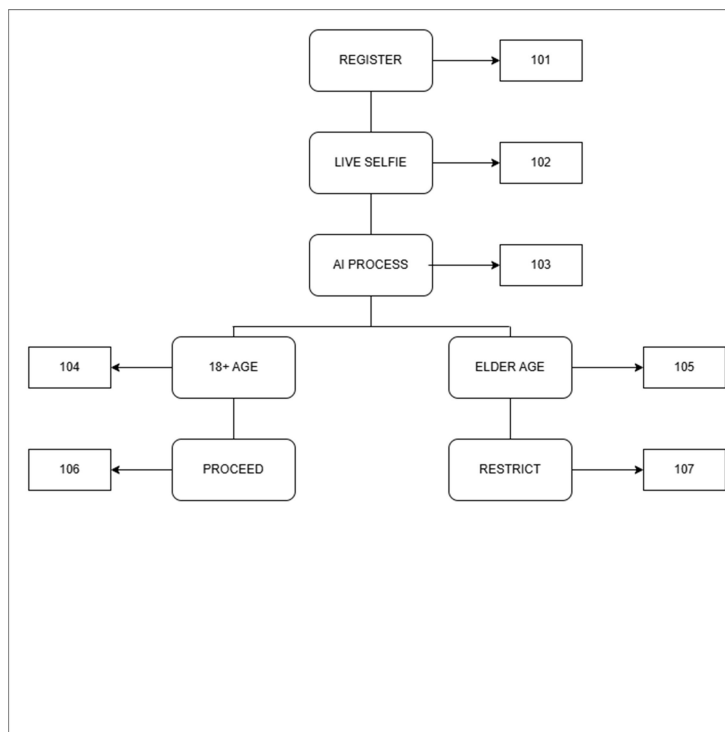 REGISTER
101
LIVE SELFIE
102
AI PROCESS
103
104
18+ AGE
ELDER AGE
105
106
PROCEED
RESTRICT
107